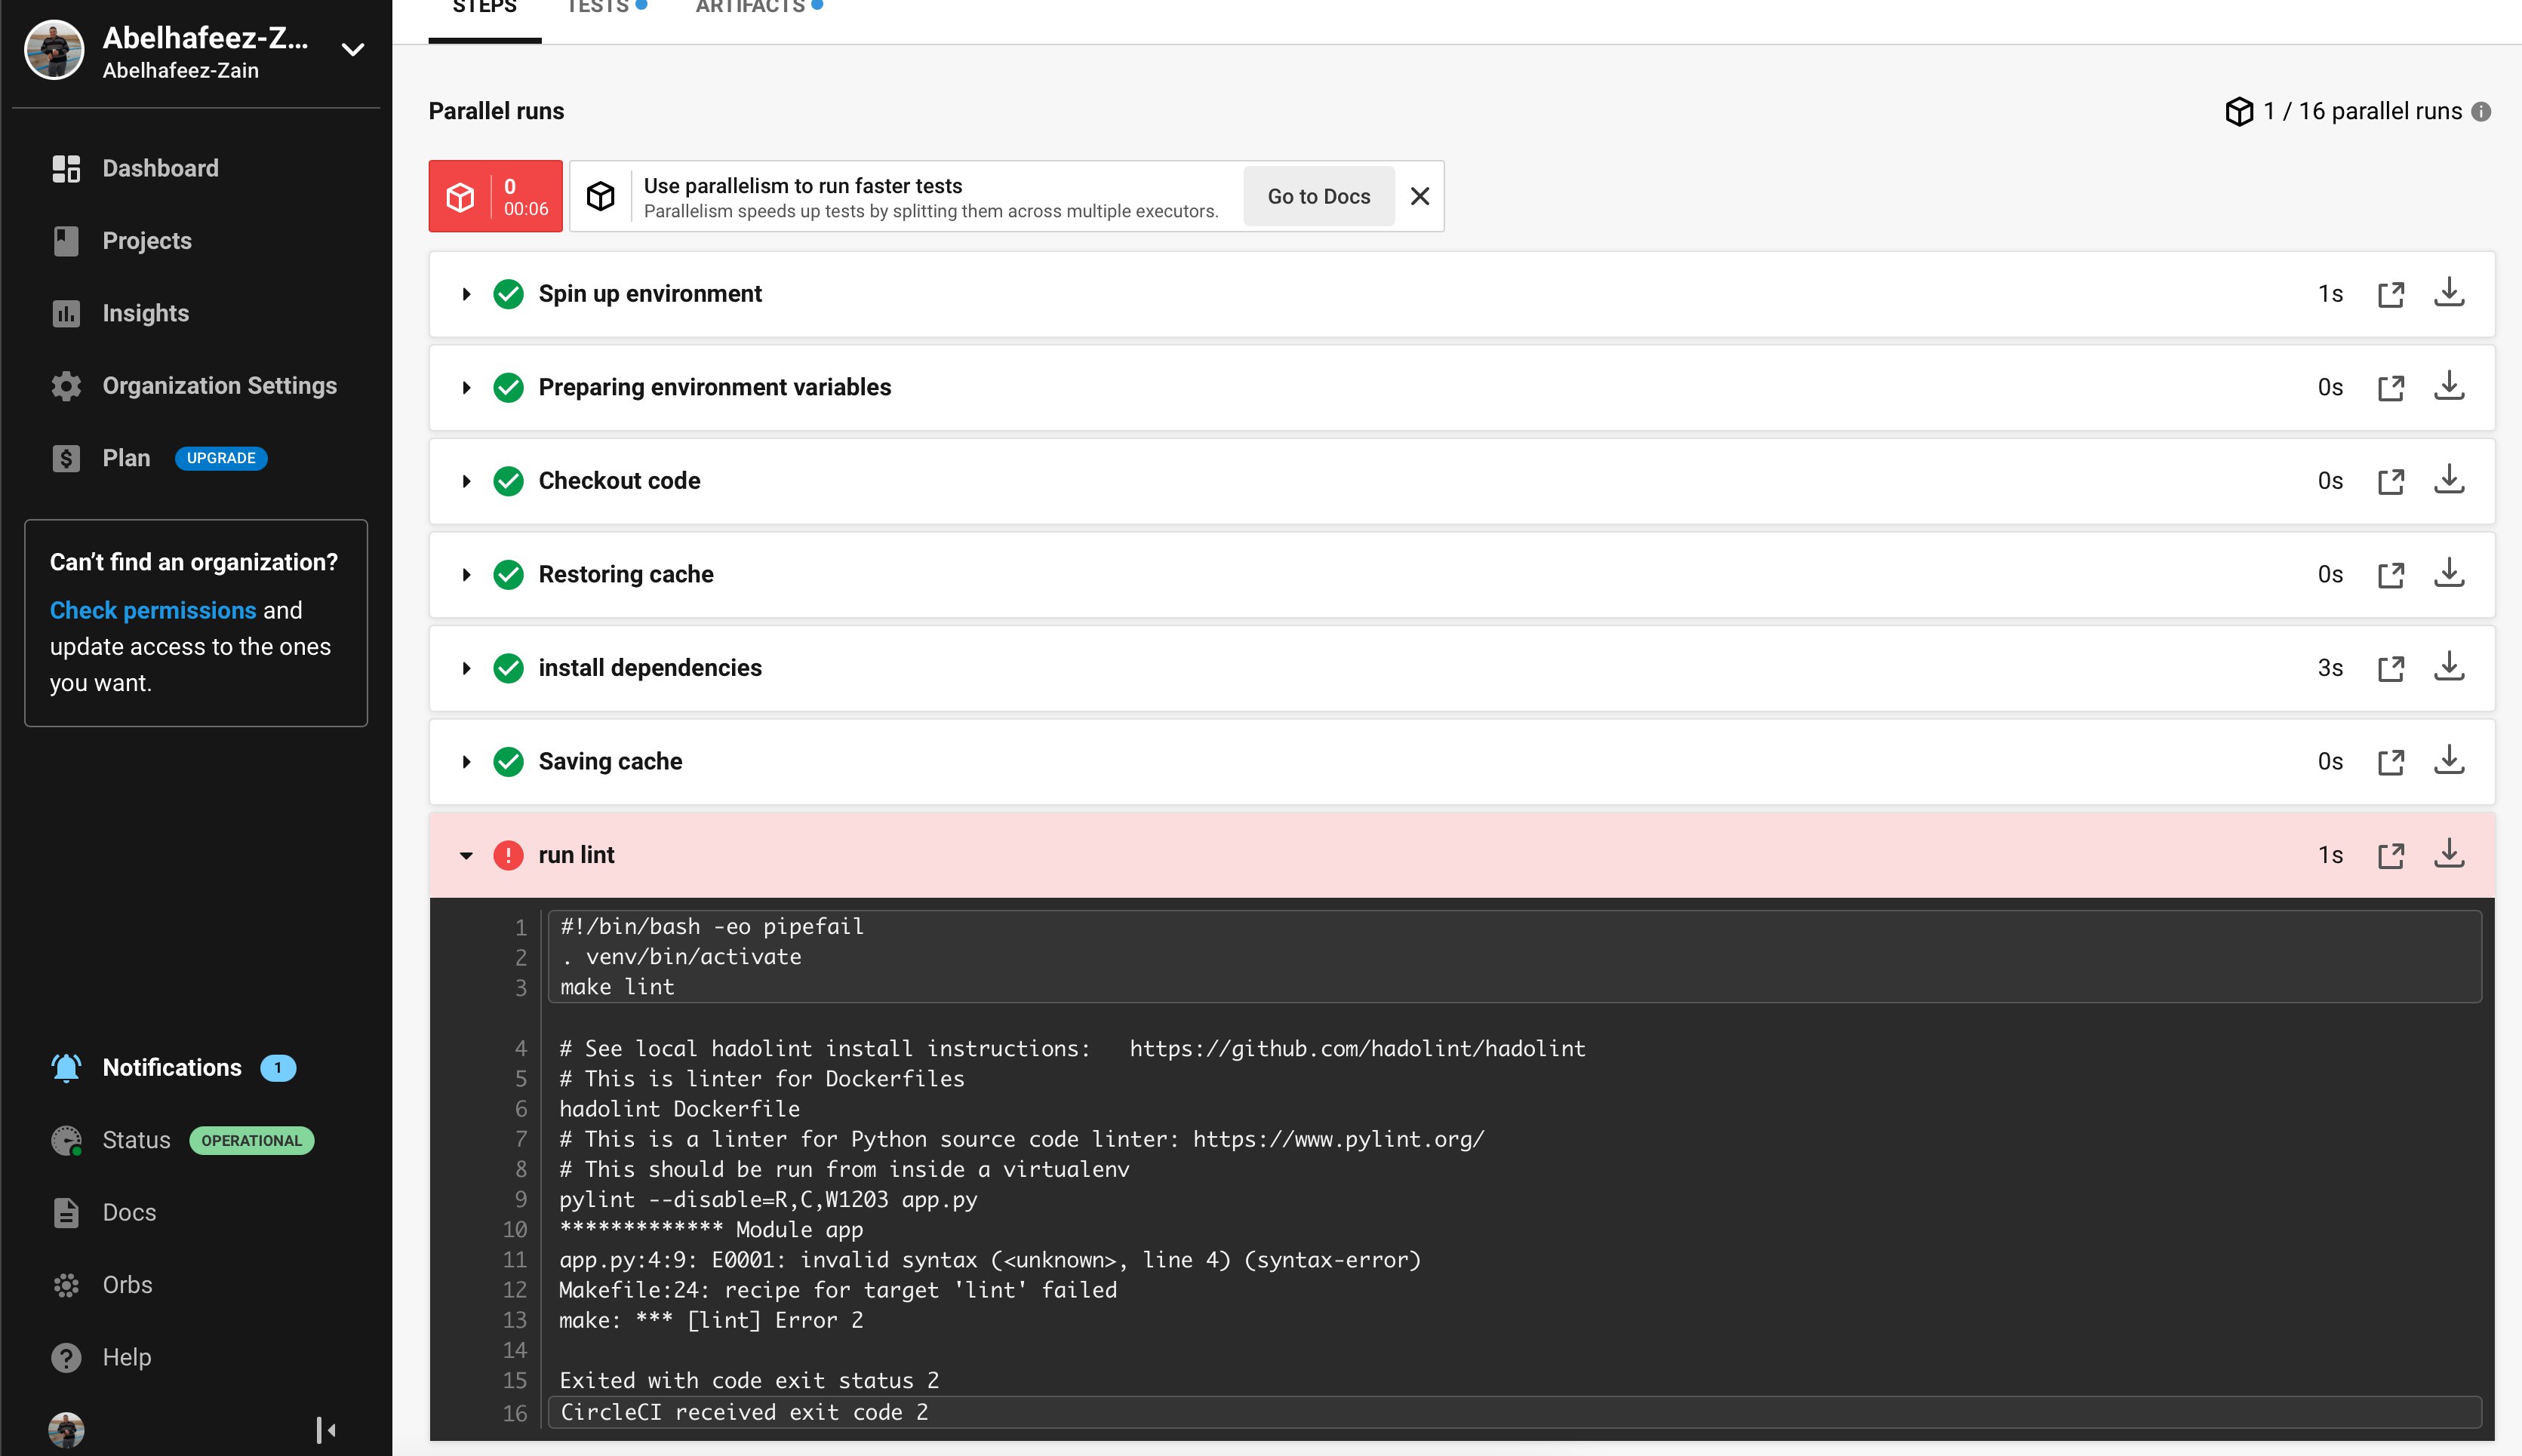 Abelhafeez-Z...
Abelhafeez-Zain
Dashboard
Projects
Insights
Organization Settings
Plan UPGRADE
Can’t find an organization?
Check permissions and
update access to the ones
you want.
Notifications 1
Status OPERATIONAL
Docs
Orbs
Help
STEPS TESTS ARTIFACTS
Parallel runs
1 / 16 parallel runs
0
00:06
Use parallelism to run faster tests
Parallelism speeds up tests by splitting them across multiple executors.
Go to Docs
Spin up environment 1s
Preparing environment variables 0s
Checkout code 0s
Restoring cache 0s
install dependencies 3s
Saving cache 0s
run lint 1s
1 #!/bin/bash -eo pipefail
2 . venv/bin/activate
3 make lint
4 # See local hadolint install instructions:   https://github.com/hadolint/hadolint
5 # This is linter for Dockerfiles
6 hadolint Dockerfile
7 # This is a linter for Python source code linter: https://www.pylint.org/
8 # This should be run from inside a virtualenv
9 pylint --disable=R,C,W1203 app.py
10 ************* Module app
11 app.py:4:9: E0001: invalid syntax (<unknown>, line 4) (syntax-error)
12 Makefile:24: recipe for target 'lint' failed
13 make: *** [lint] Error 2
14
15 Exited with code exit status 2
16 CircleCI received exit code 2